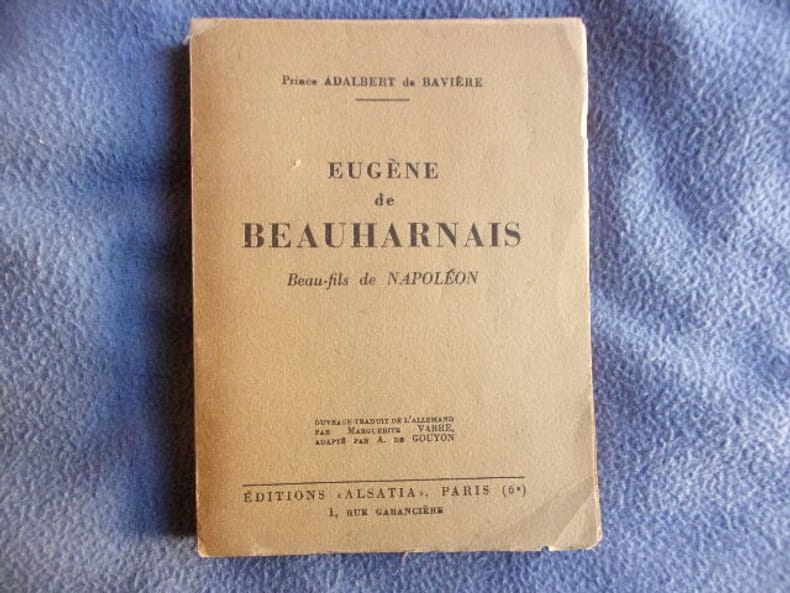 Prince ADALBERT de BAVIÈRE
EUGÈNE
de
BEAUHARNAIS
Beau-fils de NAPOLÉON
OUVRAGE TRADUIT DE L'ALLEMAND
PAR MARGUERITE VABRE,
ADAPTÉ PAR A. DE GOUYON
ÉDITIONS «ALSATIA», PARIS (6e)
1, RUE GARANCIÈRE